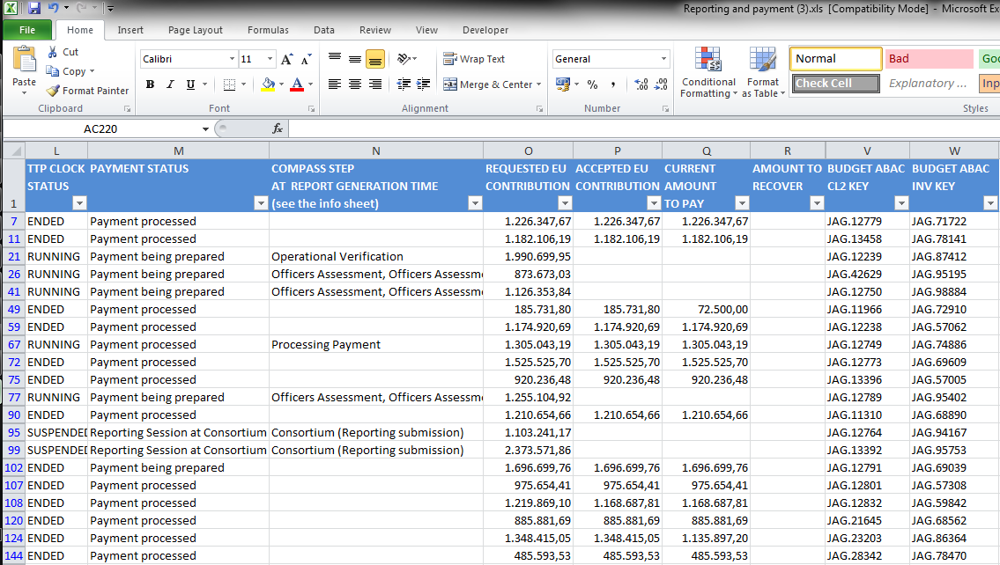 Reporting and payment (3).xls [Compatibility Mode] - Microsoft Ex
File Home Insert Page Layout Formulas Data Review View Developer
Paste Cut Copy Format Painter Clipboard
Calibri 11 B I U Font
Wrap Text Merge & Center Alignment
General % , Number
Conditional Formatting Format as Table Normal Bad Goo Check Cell Explanatory ... Inp Styles
AC220 fx
L M N O P Q R V W
1 TTP CLOCK STATUS PAYMENT STATUS COMPASS STEP AT REPORT GENERATION TIME (see the info sheet) REQUESTED EU CONTRIBUTION ACCEPTED EU CONTRIBUTION CURRENT AMOUNT TO PAY AMOUNT TO RECOVER BUDGET ABAC CL2 KEY BUDGET ABAC INV KEY
7 ENDED Payment processed 1.226.347,67 1.226.347,67 1.226.347,67 JAG.12779 JAG.71722
11 ENDED Payment processed 1.182.106,19 1.182.106,19 1.182.106,19 JAG.13458 JAG.78141
21 RUNNING Payment being prepared Operational Verification 1.990.699,95 JAG.12239 JAG.87412
26 RUNNING Payment being prepared Officers Assessment, Officers Assessm 873.673,03 JAG.42629 JAG.95195
41 RUNNING Payment being prepared Officers Assessment, Officers Assessm 1.126.353,84 JAG.12750 JAG.98884
49 ENDED Payment processed 185.731,80 185.731,80 72.500,00 JAG.11966 JAG.72910
59 ENDED Payment processed 1.174.920,69 1.174.920,69 1.174.920,69 JAG.12238 JAG.57062
67 RUNNING Payment processed Processing Payment 1.305.043,19 1.305.043,19 1.305.043,19 JAG.12749 JAG.74886
72 ENDED Payment processed 1.525.525,70 1.525.525,70 1.525.525,70 JAG.12773 JAG.69609
75 ENDED Payment processed 920.236,48 920.236,48 920.236,48 JAG.13396 JAG.57005
77 RUNNING Payment being prepared Officers Assessment, Officers Assessm 1.255.104,92 JAG.12789 JAG.95402
90 ENDED Payment processed 1.210.654,66 1.210.654,66 1.210.654,66 JAG.11310 JAG.68890
95 SUSPENDED Reporting Session at Consortium Consortium (Reporting submission) 1.103.241,17 JAG.12764 JAG.94167
99 SUSPENDED Reporting Session at Consortium Consortium (Reporting submission) 2.373.571,86 JAG.13392 JAG.95753
102 ENDED Payment being prepared 1.696.699,76 1.696.699,76 1.696.699,76 JAG.12791 JAG.69039
107 ENDED Payment processed 975.654,41 975.654,41 975.654,41 JAG.12801 JAG.57308
108 ENDED Payment processed 1.219.869,10 1.168.687,81 1.168.687,81 JAG.12832 JAG.59842
120 ENDED Payment processed 885.881,69 885.881,69 885.881,69 JAG.21645 JAG.68562
124 ENDED Payment processed 1.348.415,05 1.348.415,05 1.135.897,20 JAG.23203 JAG.86364
144 ENDED Payment processed 485.593,53 485.593,53 485.593,53 JAG.28342 JAG.78470